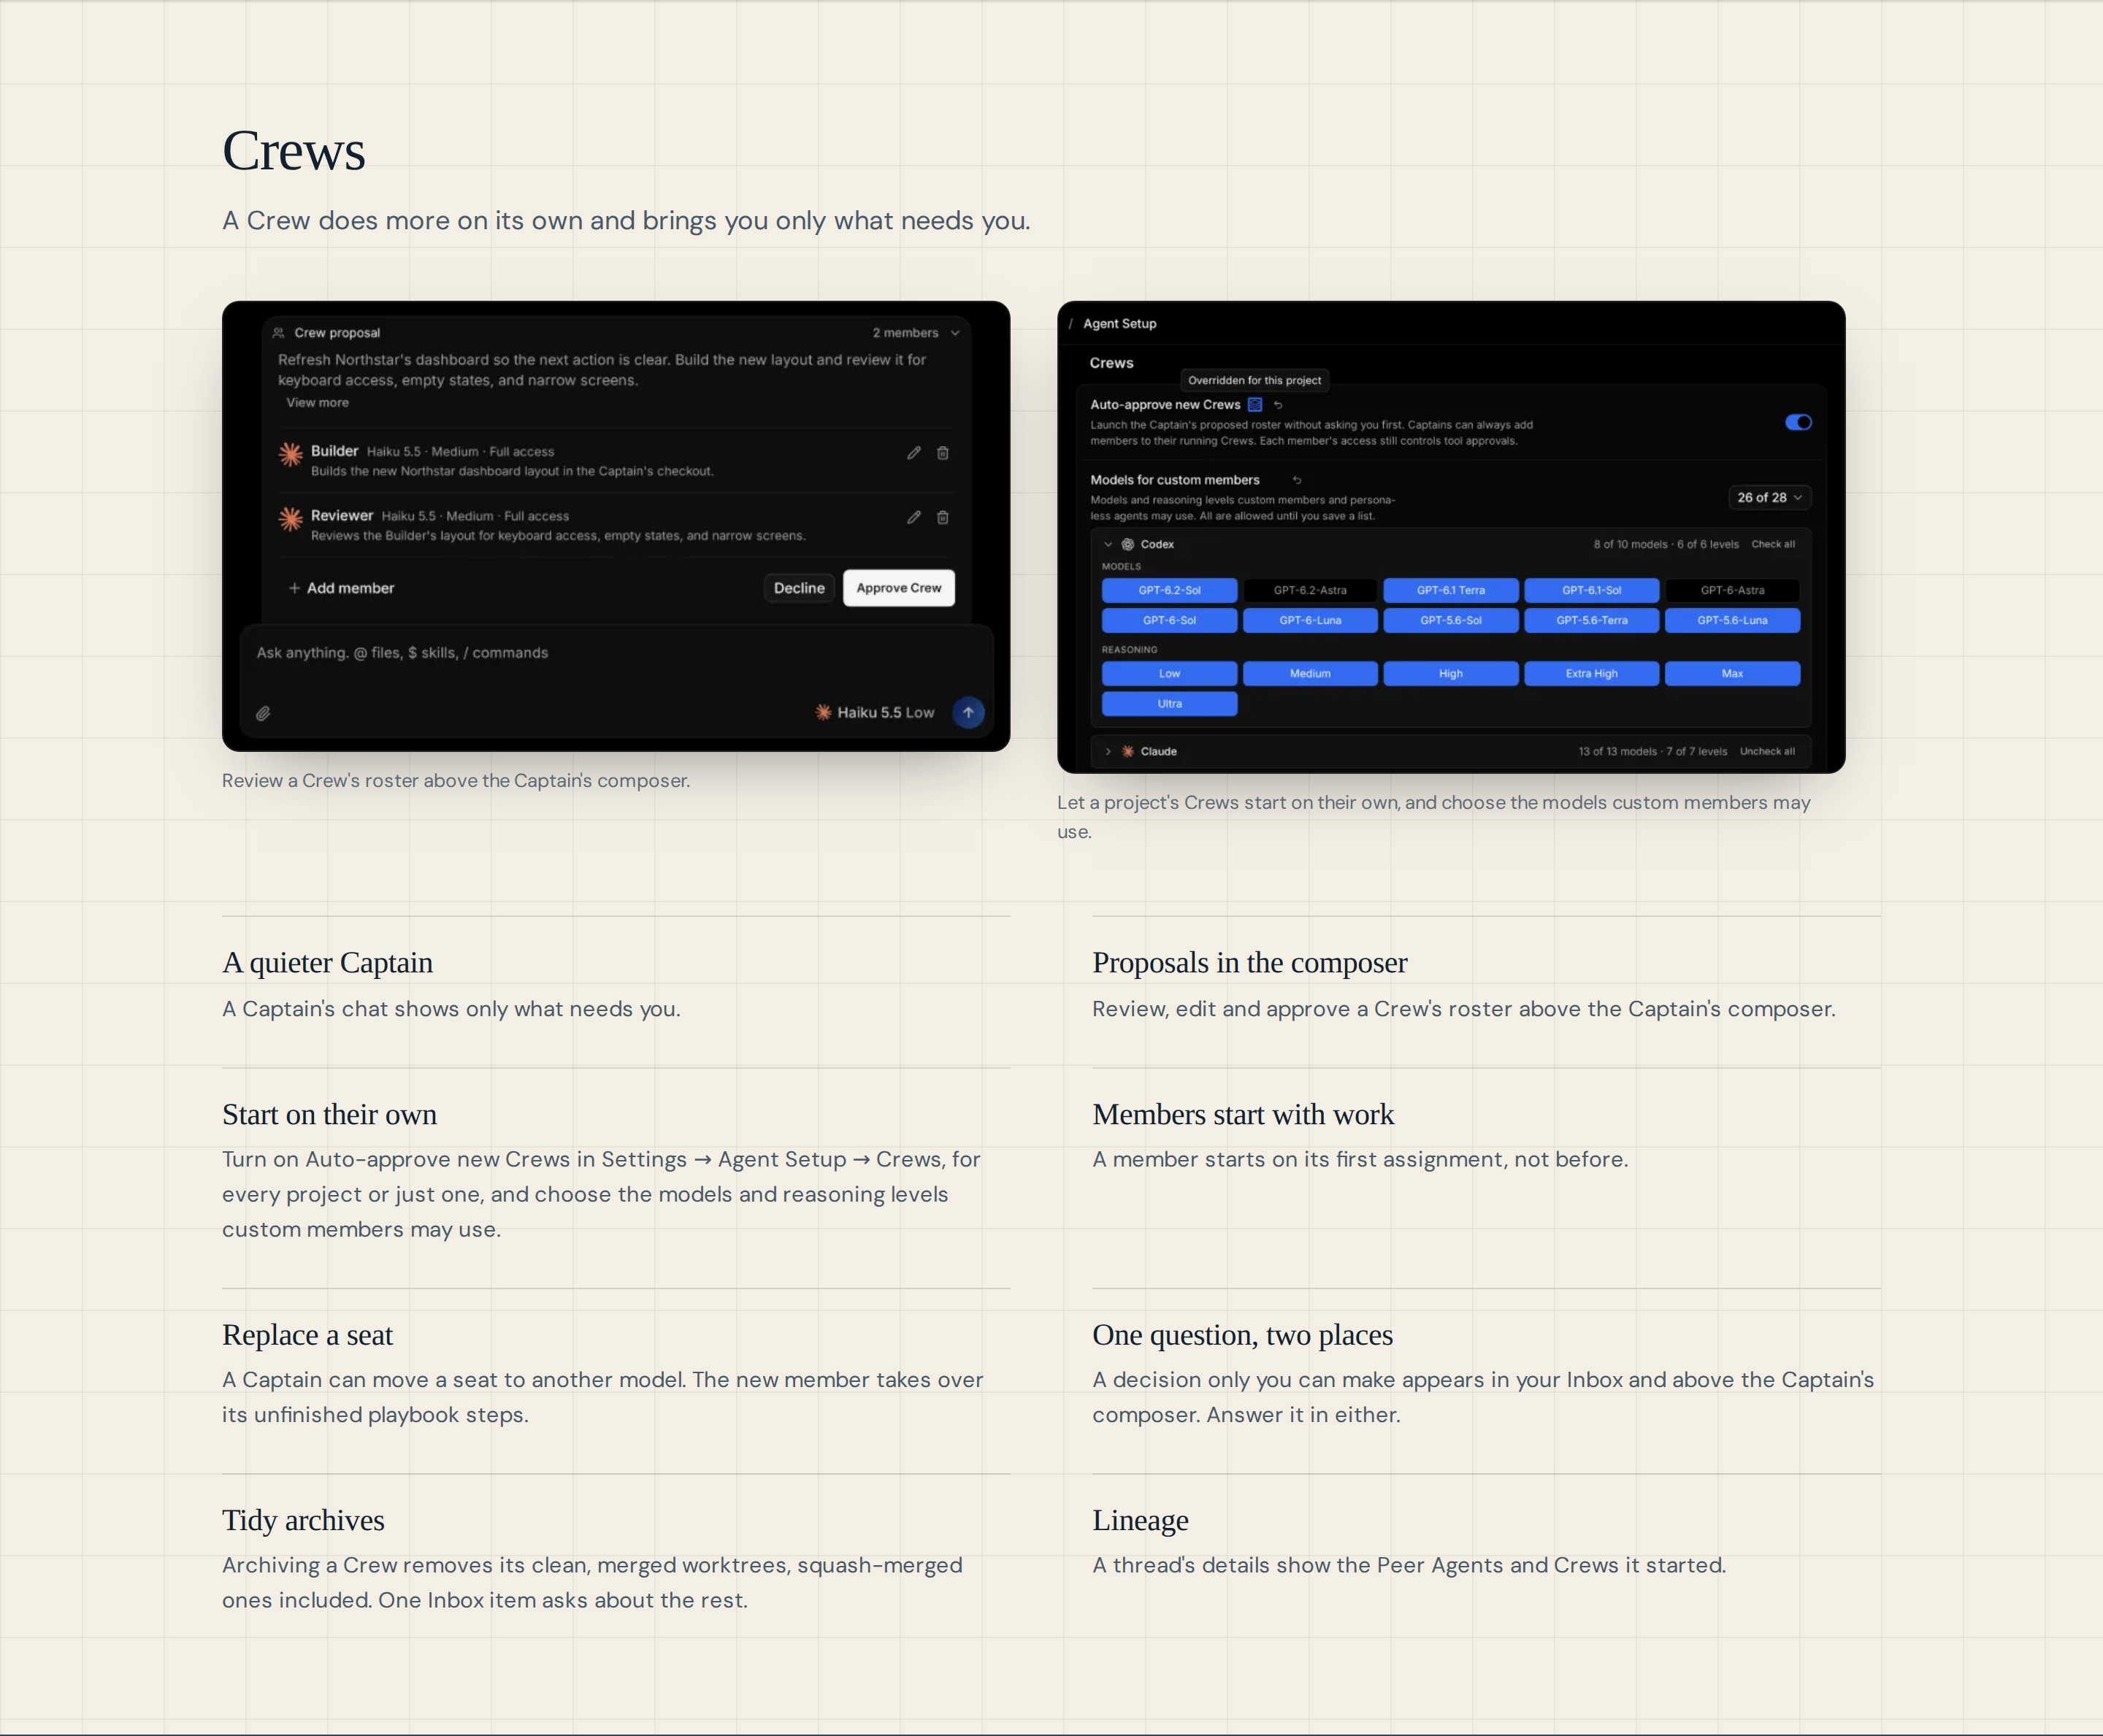 Crews
A Crew does more on its own and brings you only what needs you.
Crew proposal
2 members
Refresh Northstar's dashboard so the next action is clear. Build the new layout and review it for
keyboard access, empty states, and narrow screens.
View more
Builder Haiku 5.5 · Medium · Full access
Builds the new Northstar dashboard layout in the Captain's checkout.
Reviewer Haiku 5.5 · Medium · Full access
Reviews the Builder's layout for keyboard access, empty states, and narrow screens.
+ Add member
Decline
Approve Crew
Ask anything. @ files, $ skills, / commands
Haiku 5.5 Low
Review a Crew's roster above the Captain's composer.
/ Agent Setup
Crews
Overridden for this project
Auto-approve new Crews
Launch the Captain's proposed roster without asking you first. Captains can always add
members to their running Crews. Each member's access still controls tool approvals.
Models for custom members
Models and reasoning levels custom members and persona-
less agents may use. All are allowed until you save a list.
26 of 28
Codex
8 of 10 models · 6 of 6 levels Check all
MODELS
GPT-6.2-Sol GPT-6.2-Astra GPT-6.1 Terra GPT-6.1-Sol GPT-6-Astra
GPT-6-Sol GPT-6-Luna GPT-5.6-Sol GPT-5.6-Terra GPT-5.6-Luna
REASONING
Low Medium High Extra High Max
Ultra
Claude
13 of 13 models · 7 of 7 levels Uncheck all
Let a project's Crews start on their own, and choose the models custom members may
use.
A quieter Captain
A Captain's chat shows only what needs you.
Proposals in the composer
Review, edit and approve a Crew's roster above the Captain's composer.
Start on their own
Turn on Auto-approve new Crews in Settings → Agent Setup → Crews, for
every project or just one, and choose the models and reasoning levels
custom members may use.
Members start with work
A member starts on its first assignment, not before.
Replace a seat
A Captain can move a seat to another model. The new member takes over
its unfinished playbook steps.
One question, two places
A decision only you can make appears in your Inbox and above the Captain's
composer. Answer it in either.
Tidy archives
Archiving a Crew removes its clean, merged worktrees, squash-merged
ones included. One Inbox item asks about the rest.
Lineage
A thread's details show the Peer Agents and Crews it started.